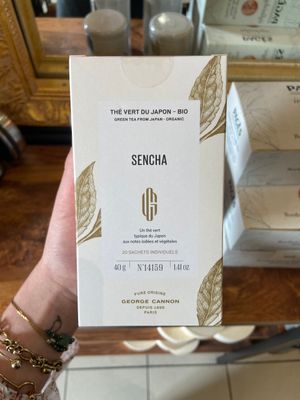 THÉ VERT DU JAPON – BIO
GREEN TEA FROM JAPAN - ORGANIC
SENCHA
Un thé vert
typique du Japon
aux notes iodées et végétales
20 SACHETS INDIVIDUELS
40 g N°14159 1.41 oz
PURE ORIGINE
GEORGE CANNON
DEPUIS 1898
PARIS